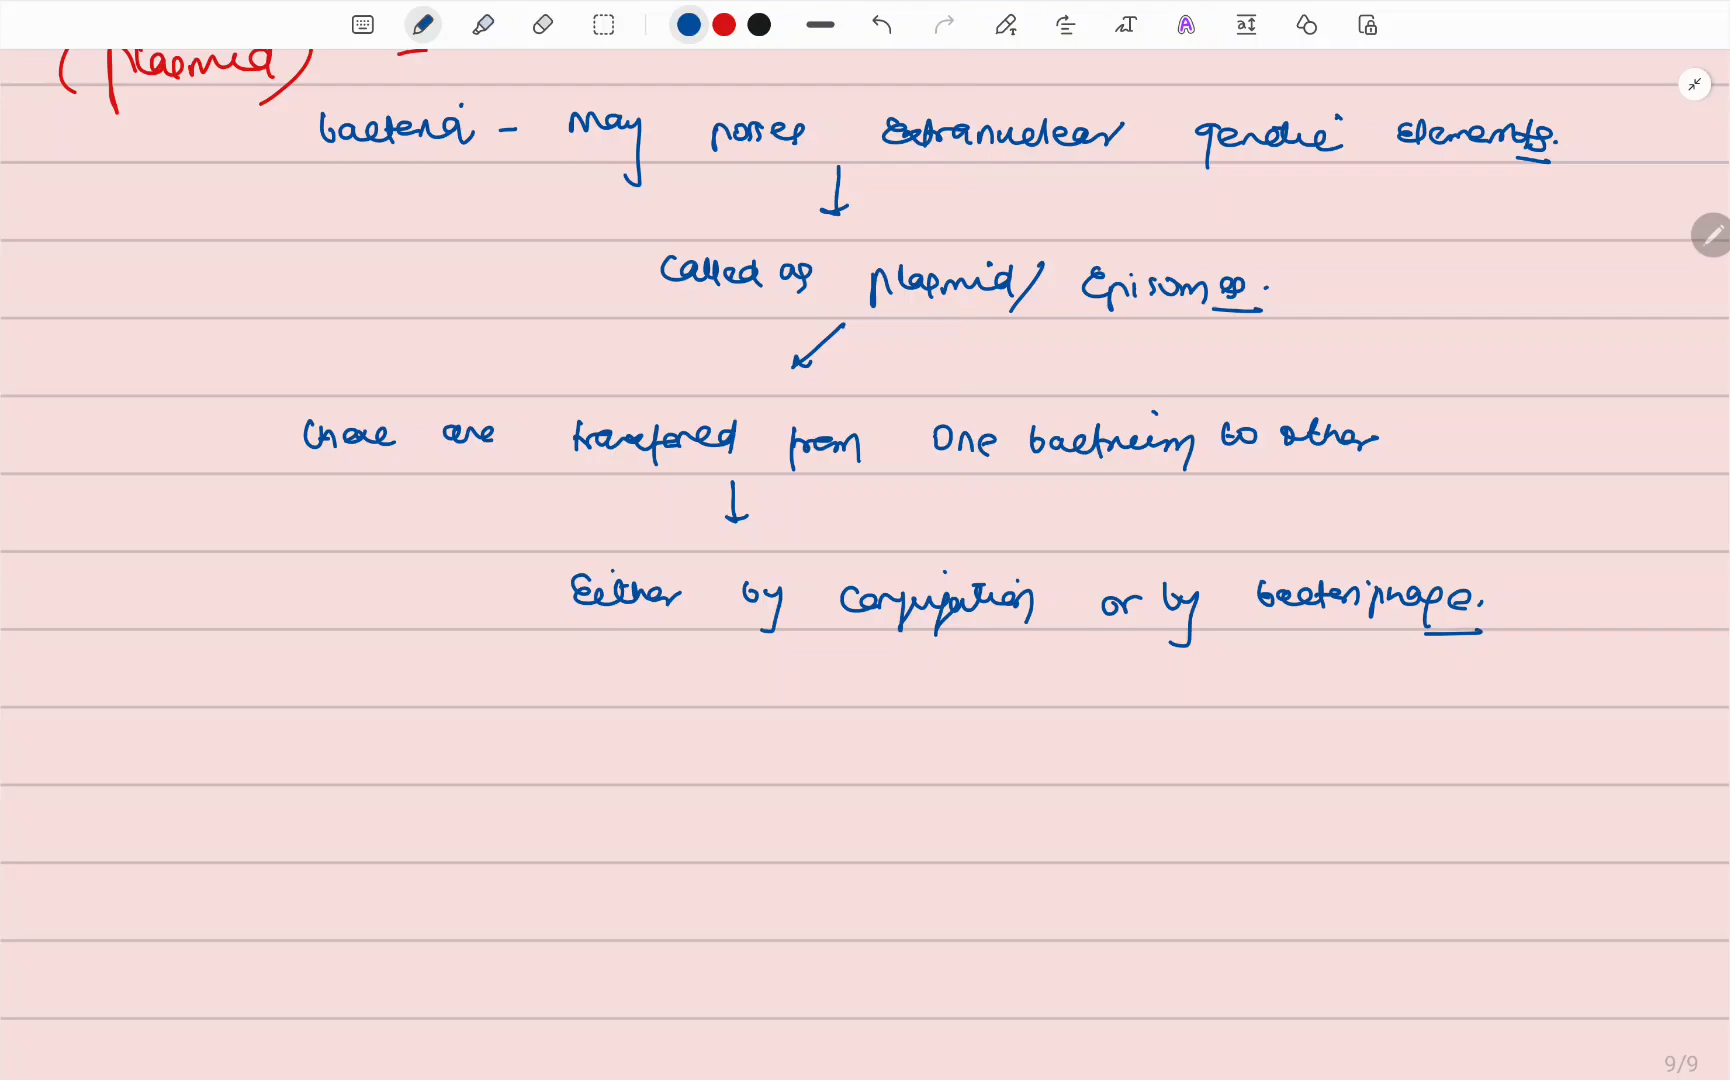 (Plasmid) =
bacteria - May posses Extranuclear genetic Elements.
↓
Called as Plasmid / Episomes.
↙
these are transfered from One bacterium to other
↓
Either by Conjugation or by bacteriphage.
9/9